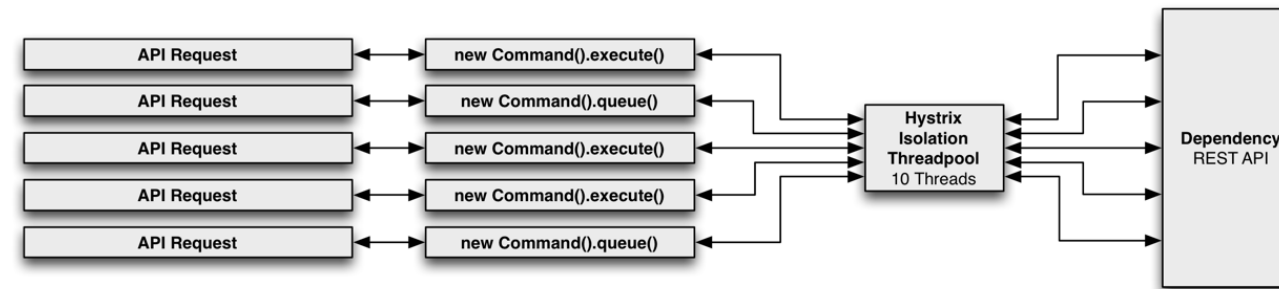 API Request
new Command().execute()
API Request
new Command().queue()
API Request
new Command().execute()
API Request
new Command().execute()
API Request
new Command().queue()
Hystrix
Isolation
Threadpool
10 Threads
Dependency
REST API